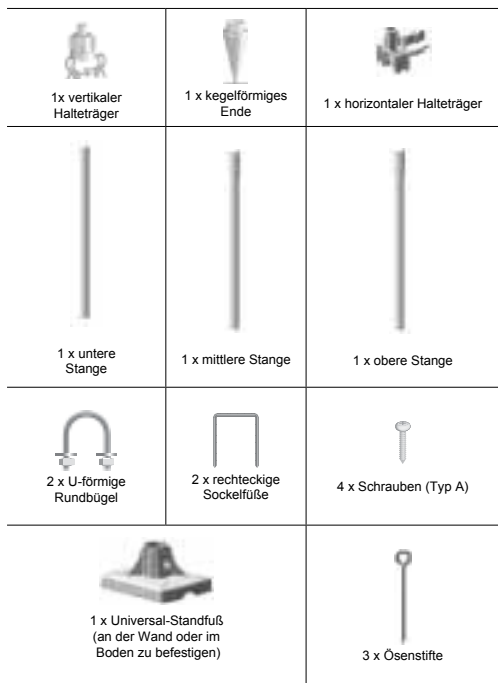 1x vertikaler
Halteträger
1 x kegelförmiges
Ende
1 x horizontaler Halteträger
1 x untere
Stange
1 x mittlere Stange
1 x obere Stange
2 x U-förmige
Rundbügel
2 x rechteckige
Sockelfüße
4 x Schrauben (Typ A)
1 x Universal-Standfuß
(an der Wand oder im
Boden zu befestigen)
3 x Ösenstifte